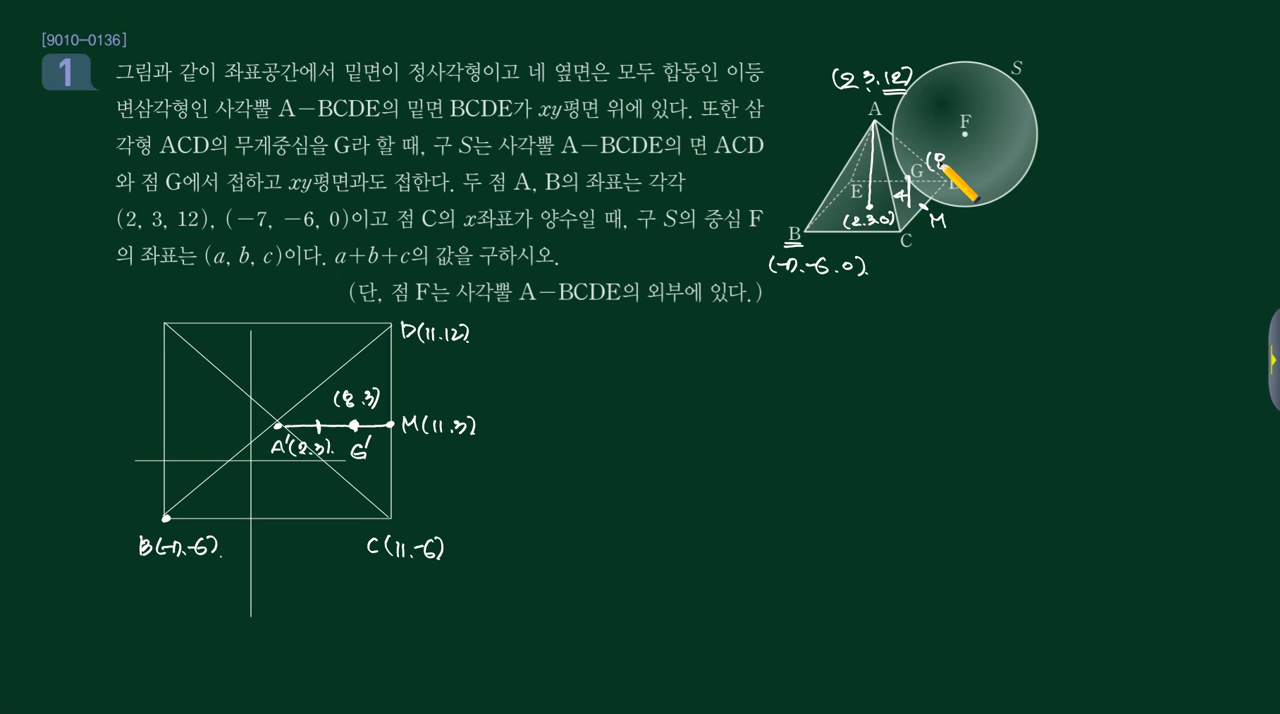 [9010-0136]
1
그림과 같이 좌표공간에서 밑면이 정사각형이고 네 옆면은 모두 합동인 이등
변삼각형인 사각뿔 A-BCDE의 밑면 BCDE가 xy평면 위에 있다. 또한 삼
각형 ACD의 무게중심을 G라 할 때, 구 S는 사각뿔 A-BCDE의 면 ACD
와 점 G에서 접하고 xy평면과도 접한다. 두 점 A, B의 좌표는 각각
(2, 3, 12), (-7, -6, 0)이고 점 C의 x좌표가 양수일 때, 구 S의 중심 F
의 좌표는 (a, b, c)이다. a+b+c의 값을 구하시오.
(단, 점 F는 사각뿔 A-BCDE의 외부에 있다.)
(2.3.12)
S
A
F
G
(8
E
4
(2.3.0)
M
B
C
(-7.-6.0).
D(11.12).
(8.3)
M(11.3)
A'(2.3).
G'
B(-7.-6).
C(11.-6)